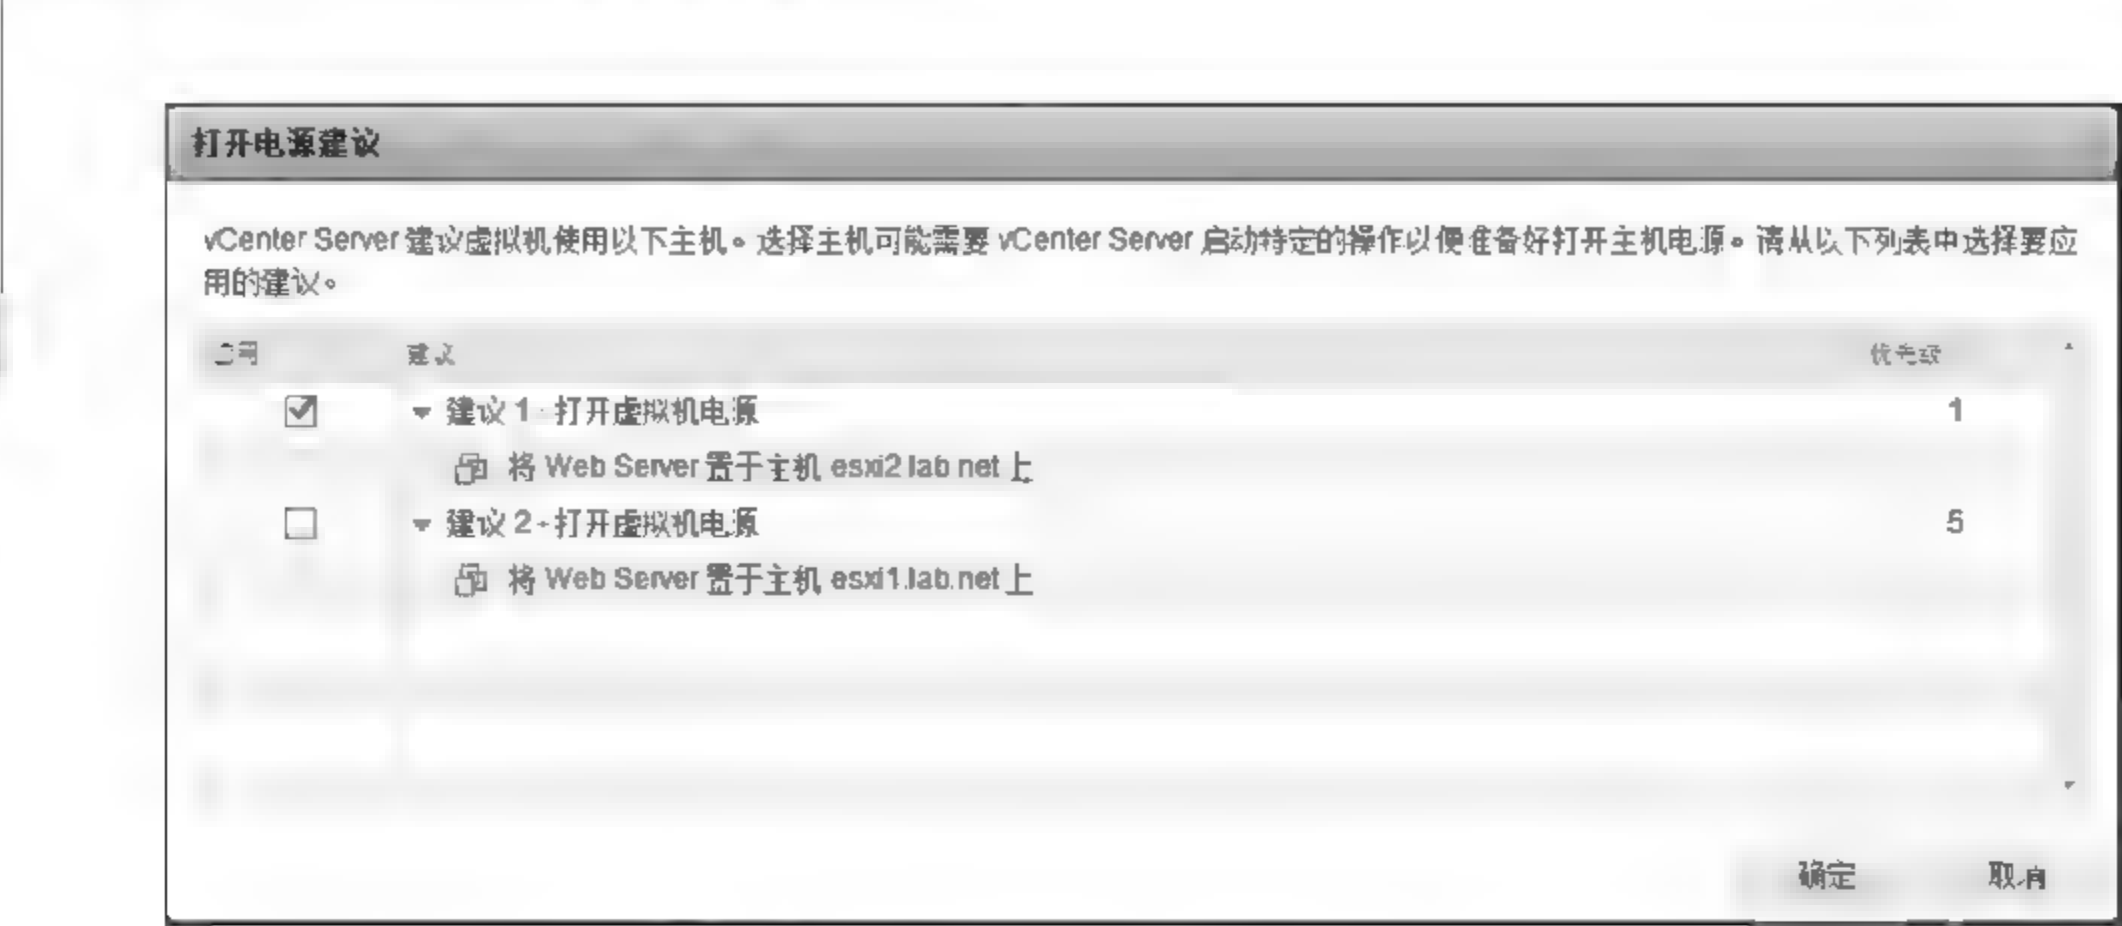 打开电源建议
vCenter Server 建议虚拟机使用以下主机。选择主机可能需要 vCenter Server 启动特定的操作以便准备好打开主机电源。请从以下列表中选择要应
用的建议。
应用 建议 优先级
建议 1 - 打开虚拟机电源 1
将 Web Server 置于主机 esxi2.lab.net 上
建议 2 - 打开虚拟机电源 5
将 Web Server 置于主机 esxi1.lab.net 上
确定 取消